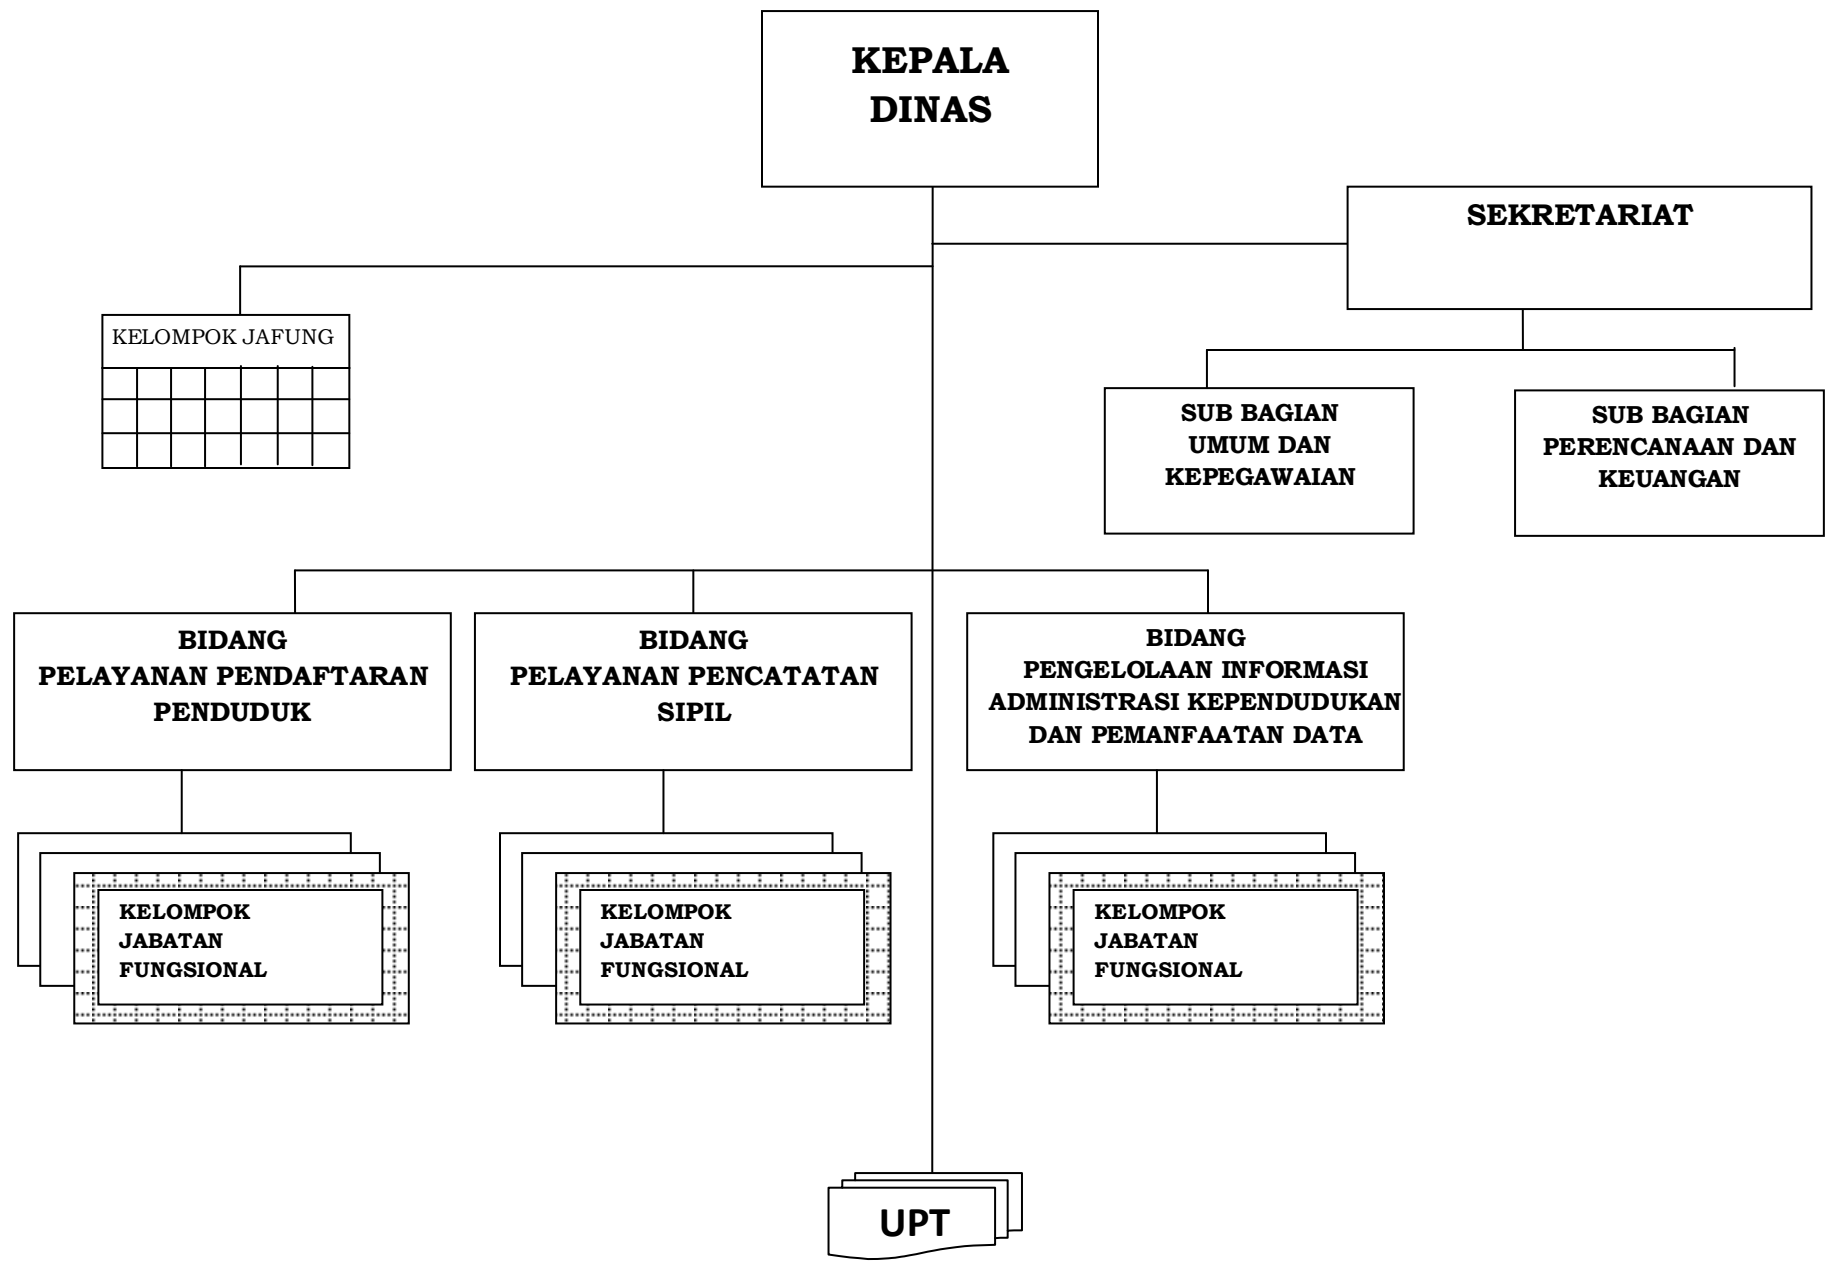 KEPALA
DINAS
SEKRETARIAT
KELOMPOK JAFUNG
SUB BAGIAN
UMUM DAN
KEPEGAWAIAN
SUB BAGIAN
PERENCANAAN DAN
KEUANGAN
BIDANG
PELAYANAN PENDAFTARAN
PENDUDUK
BIDANG
PELAYANAN PENCATATAN
SIPIL
BIDANG
PENGELOLAAN INFORMASI
ADMINISTRASI KEPENDUDUKAN
DAN PEMANFAATAN DATA
KELOMPOK
JABATAN
FUNGSIONAL
KELOMPOK
JABATAN
FUNGSIONAL
KELOMPOK
JABATAN
FUNGSIONAL
UPT